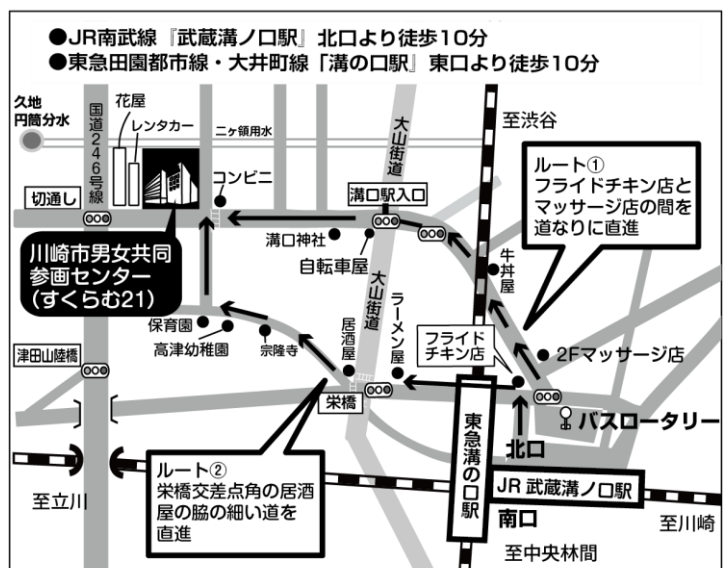 ●JR南武線『武蔵溝ノ口駅』北口より徒歩10分
●東急田園都市線・大井町線「溝の口駅」東口より徒歩10分
久地
円筒分水
国道246号線
花屋
レンタカー
二ヶ領用水
大山街道
至渋谷
ルート①
フライドチキン店と
マッサージ店の間を
道なりに直進
切通し
コンビニ
溝口駅入口
川崎市男女共同
参画センター
(すくらむ21)
溝口神社
自転車屋
牛丼屋
大山街道
保育園
高津幼稚園
宗隆寺
居酒屋
ラーメン屋
フライド
チキン店
2Fマッサージ店
津田山陸橋
栄橋
バスロータリー
北口
東急溝の口駅
ルート②
栄橋交差点角の居酒
屋の脇の細い道を
直進
JR 武蔵溝ノ口駅
南口
至立川
至川崎
至中央林間